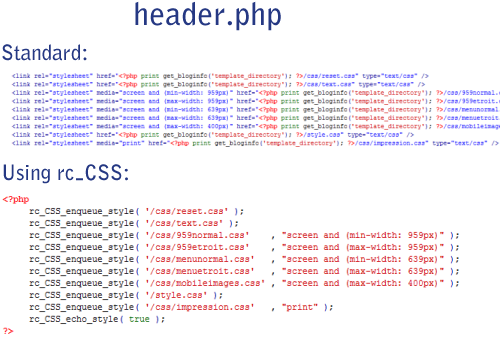 header.php
Standard:
<link rel="stylesheet" href="<?php print get_bloginfo('template_directory'); ?>/css/reset.css" type="text/css" />
<link rel="stylesheet" href="<?php print get_bloginfo('template_directory'); ?>/css/text.css" type="text/css" />
<link rel="stylesheet" media="screen and (min-width: 959px)" href="<?php print get_bloginfo('template_directory'); ?>/css/959normal.c
<link rel="stylesheet" media="screen and (max-width: 959px)" href="<?php print get_bloginfo('template_directory'); ?>/css/959etroit.c
<link rel="stylesheet" media="screen and (min-width: 639px)" href="<?php print get_bloginfo('template_directory'); ?>/css/menunormal.
<link rel="stylesheet" media="screen and (max-width: 639px)" href="<?php print get_bloginfo('template_directory'); ?>/css/menuetroit.
<link rel="stylesheet" media="screen and (max-width: 400px)" href="<?php print get_bloginfo('template_directory'); ?>/css/mobileimage
<link rel="stylesheet" href="<?php print get_bloginfo('template_directory'); ?>/style.css" type="text/css" />
<link rel="stylesheet" media="print" href="<?php print get_bloginfo('template_directory'); ?>/css/impression.css" type="text/css" />
Using rc_CSS:
<?php
rc_CSS_enqueue_style( '/css/reset.css' );
rc_CSS_enqueue_style( '/css/text.css' );
rc_CSS_enqueue_style( '/css/959normal.css' , "screen and (min-width: 959px)" );
rc_CSS_enqueue_style( '/css/959etroit.css' , "screen and (max-width: 959px)" );
rc_CSS_enqueue_style( '/css/menunormal.css' , "screen and (min-width: 639px)" );
rc_CSS_enqueue_style( '/css/menuetroit.css' , "screen and (max-width: 639px)" );
rc_CSS_enqueue_style( '/css/mobileimages.css' , "screen and (max-width: 400px)" );
rc_CSS_enqueue_style( '/style.css' );
rc_CSS_enqueue_style( '/css/impression.css' , "print" );
rc_CSS_echo_style( true );
?>